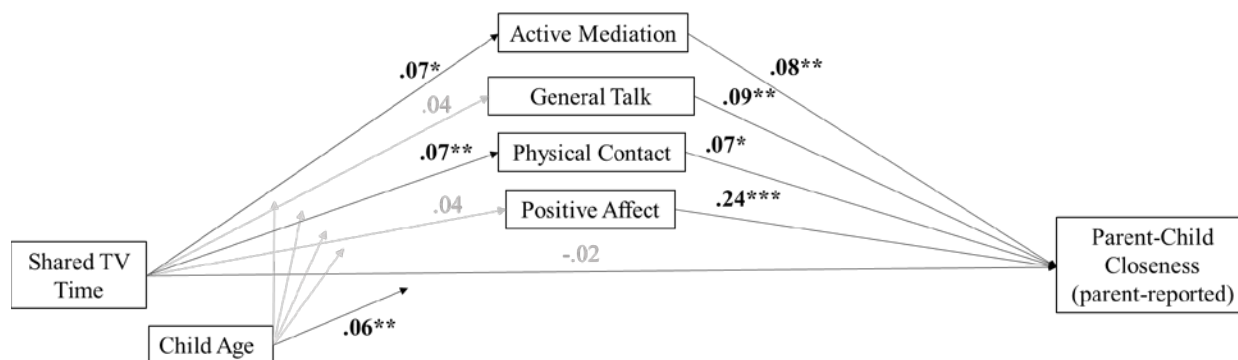 Active Mediation
.07*
.08**
General Talk
.04
.09**
Physical Contact
.07**
.07*
Positive Affect
.04
.24***
Shared TV
Time
-.02
Parent-Child
Closeness
(parent-reported)
Child Age
.06**